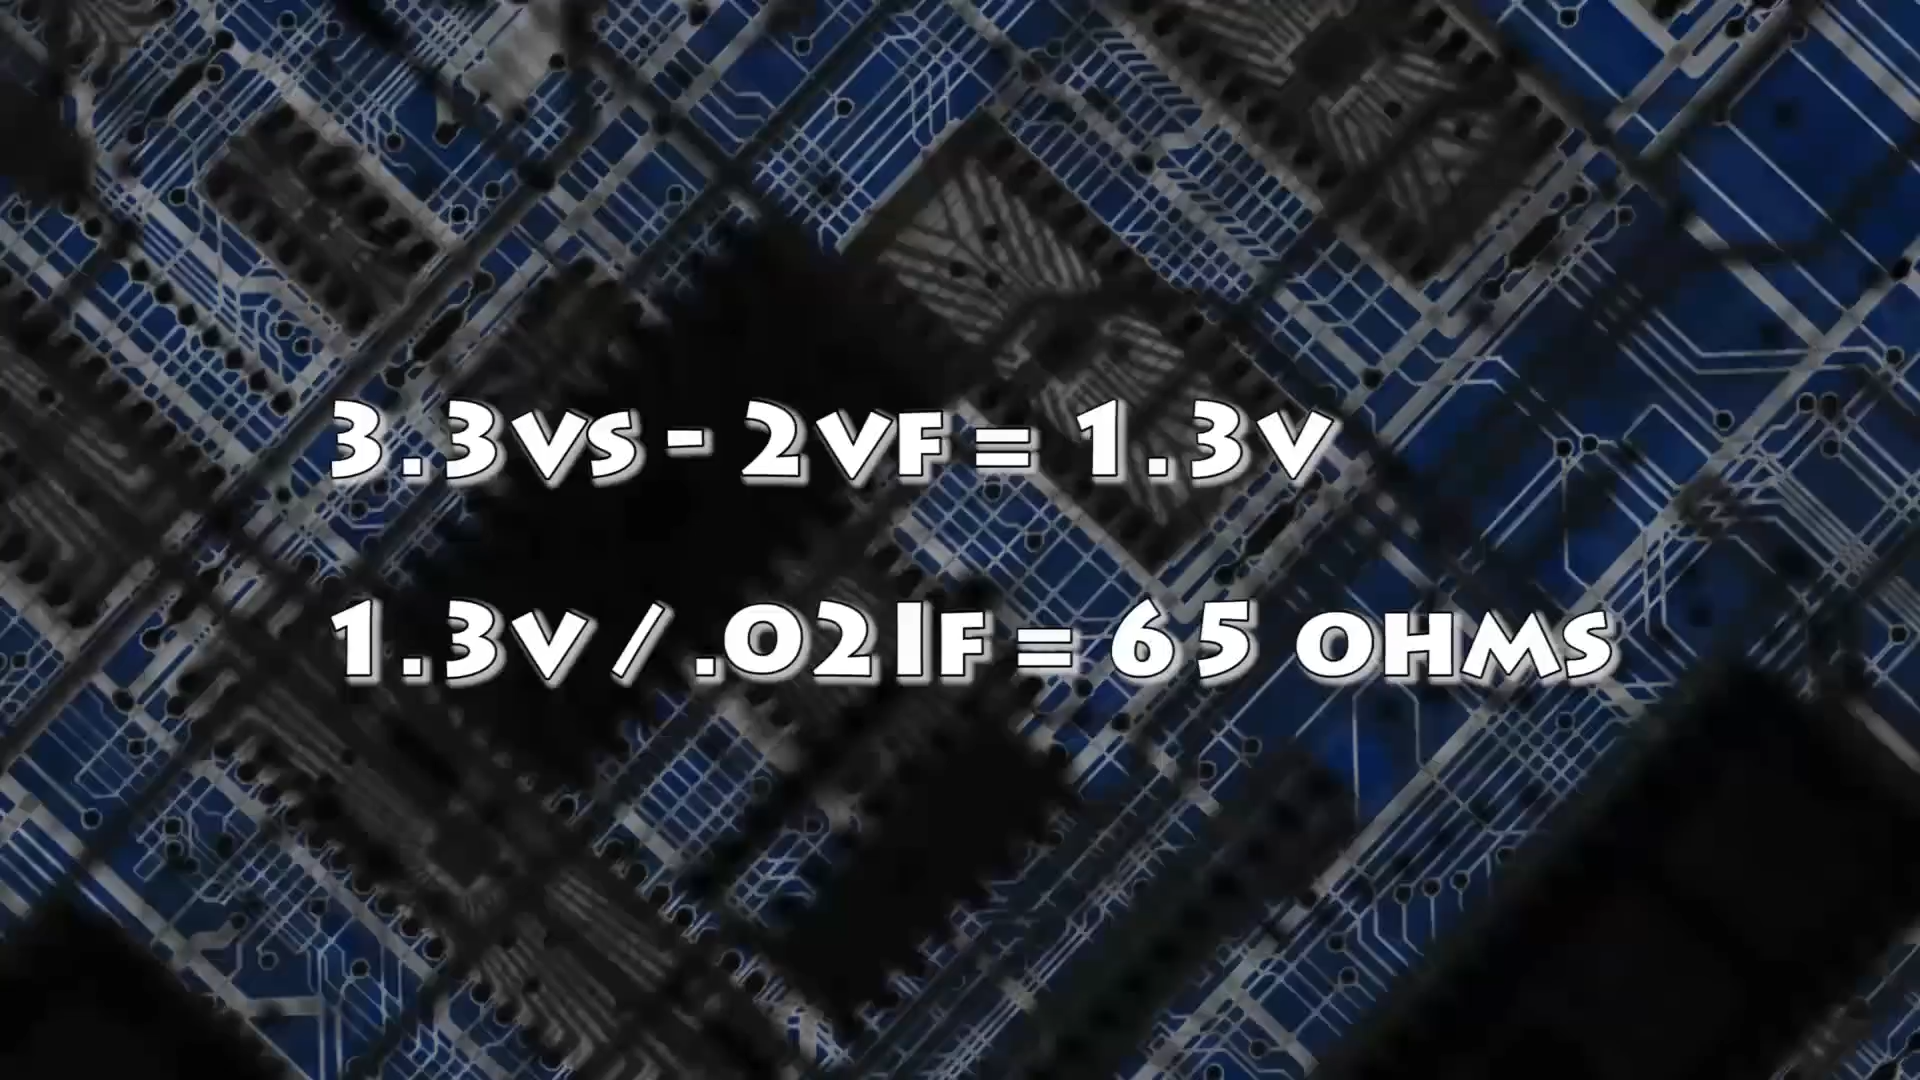 3.3Vs - 2Vf = 1.3V
1.3V / .02If = 65 ohms